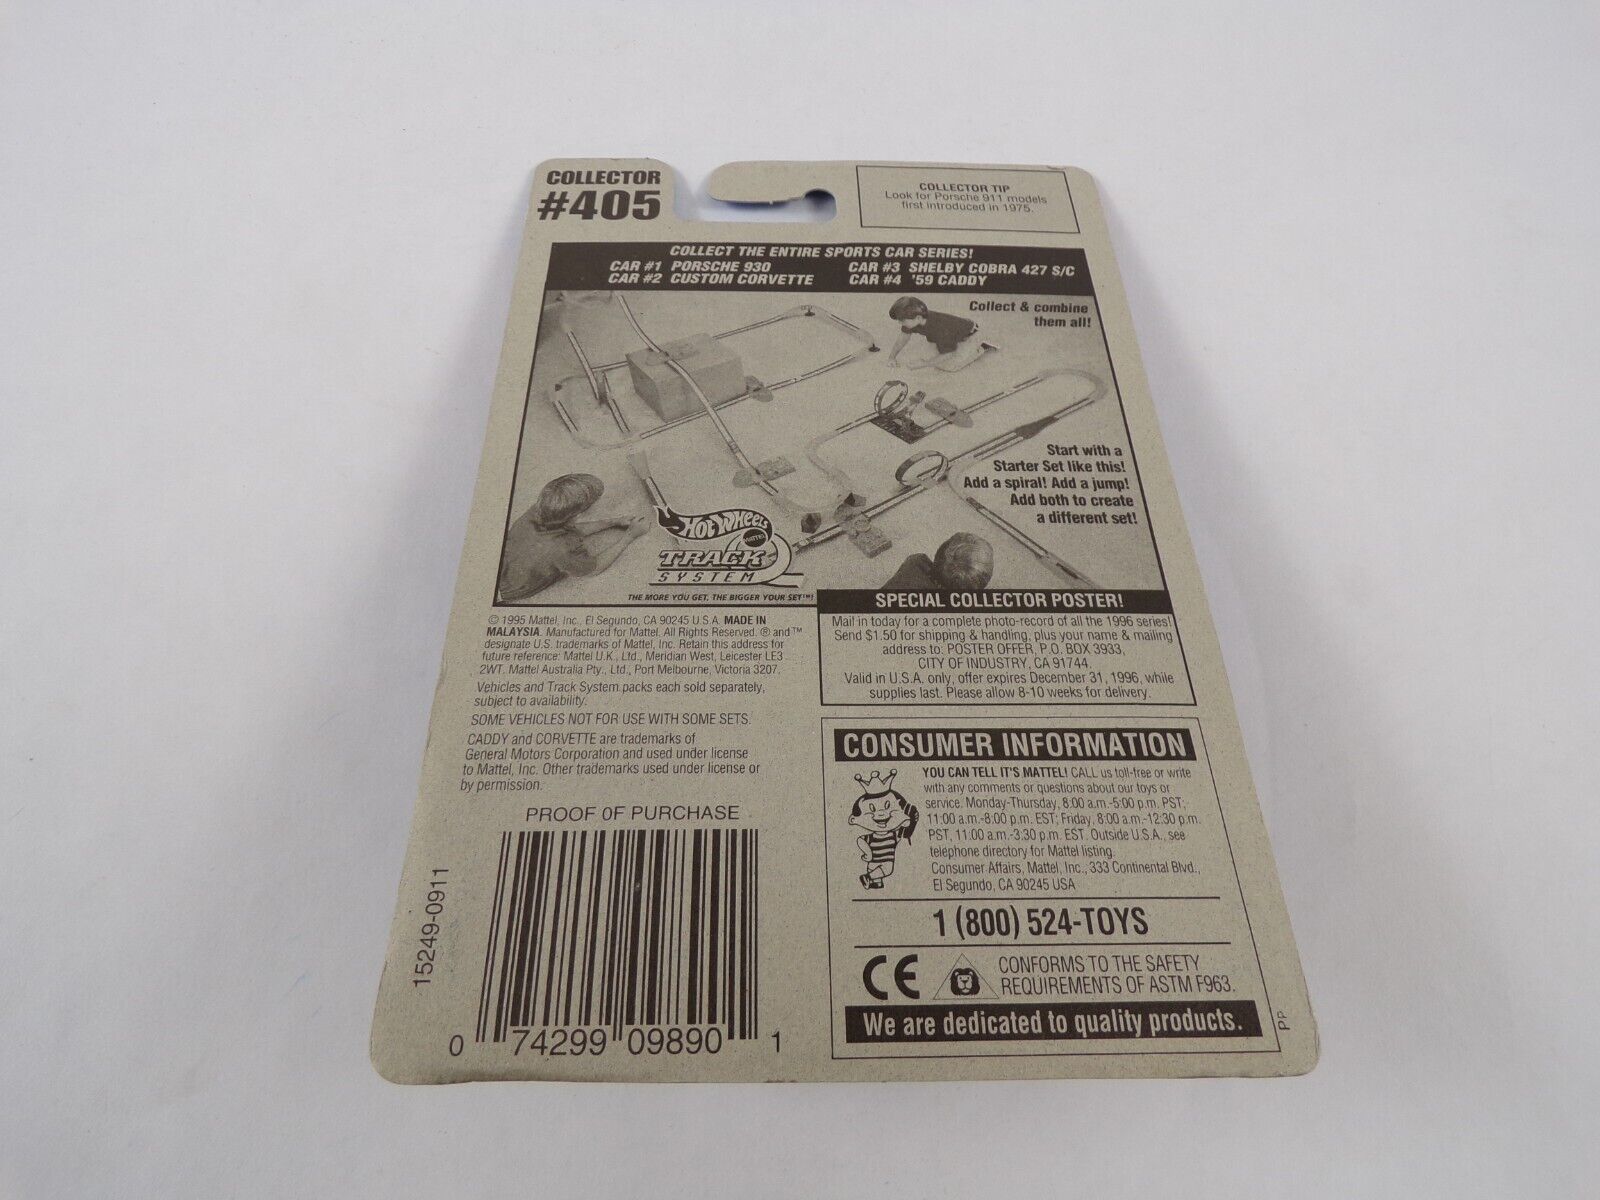 COLLECTOR
#405
COLLECTOR TIP
Look for Porsche 911 models
first introduced in 1975.
COLLECT THE ENTIRE SPORTS CAR SERIES!
CAR #1 PORSCHE 930
CAR #2 CUSTOM CORVETTE
CAR #3 SHELBY COBRA 427 S/C
CAR #4 '59 CADDY
Collect & combine
them all!
Start with a
Starter Set like this!
Add a spiral! Add a jump!
Add both to create
a different set!
HOT WHEELS
MATTEL
TRACK
SYSTEM
THE MORE YOU GET, THE BIGGER YOUR SET™!
© 1995 Mattel, Inc., El Segundo, CA 90245 U.S.A. MADE IN
MALAYSIA. Manufactured for Mattel. All Rights Reserved. ® and ™
designate U.S. trademarks of Mattel, Inc. Retain this address for
future reference: Mattel U.K., Ltd., Meridian West, Leicester LE3
2WT. Mattel Australia Pty., Ltd., Port Melbourne, Victoria 3207.
Vehicles and Track System packs each sold separately,
subject to availability.
SOME VEHICLES NOT FOR USE WITH SOME SETS.
CADDY and CORVETTE are trademarks of
General Motors Corporation and used under license
to Mattel, Inc. Other trademarks used under license or
by permission.
SPECIAL COLLECTOR POSTER!
Mail in today for a complete photo-record of all the 1996 series!
Send $1.50 for shipping & handling, plus your name & mailing
address to: POSTER OFFER, P.O. BOX 3933,
CITY OF INDUSTRY, CA 91744.
Valid in U.S.A. only, offer expires December 31, 1996, while
supplies last. Please allow 8-10 weeks for delivery.
CONSUMER INFORMATION
YOU CAN TELL IT'S MATTEL! CALL us toll-free or write
with any comments or questions about our toys or
service. Monday-Thursday, 8:00 a.m.-5:00 p.m. PST;
11:00 a.m.-8:00 p.m. EST; Friday, 8:00 a.m.-12:30 p.m.
PST, 11:00 a.m.-3:30 p.m. EST. Outside U.S.A., see
telephone directory for Mattel listing.
Consumer Affairs, Mattel, Inc., 333 Continental Blvd.,
El Segundo, CA 90245 USA
1 (800) 524-TOYS
CE
CONFORMS TO THE SAFETY
REQUIREMENTS OF ASTM F963.
We are dedicated to quality products.
PP
PROOF OF PURCHASE
15249-0911
0 74299 09890 1